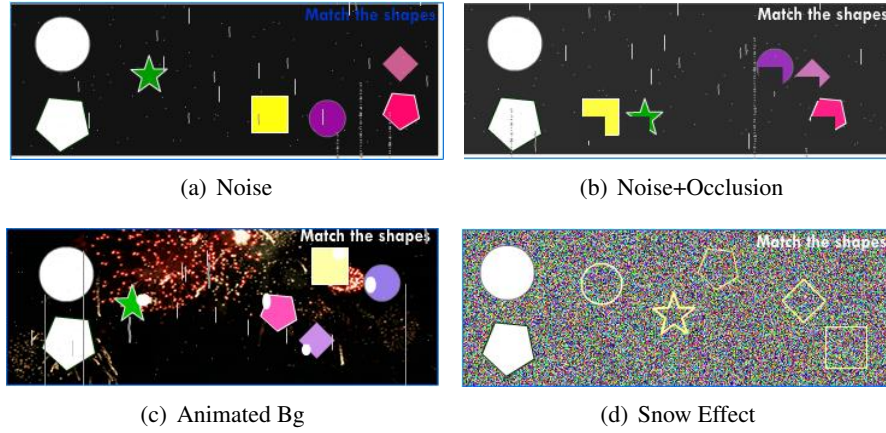 Match the shapes
Match the shapes
(a) Noise
(b) Noise+Occlusion
Match the shapes
Match the shapes
(c) Animated Bg
(d) Snow Effect